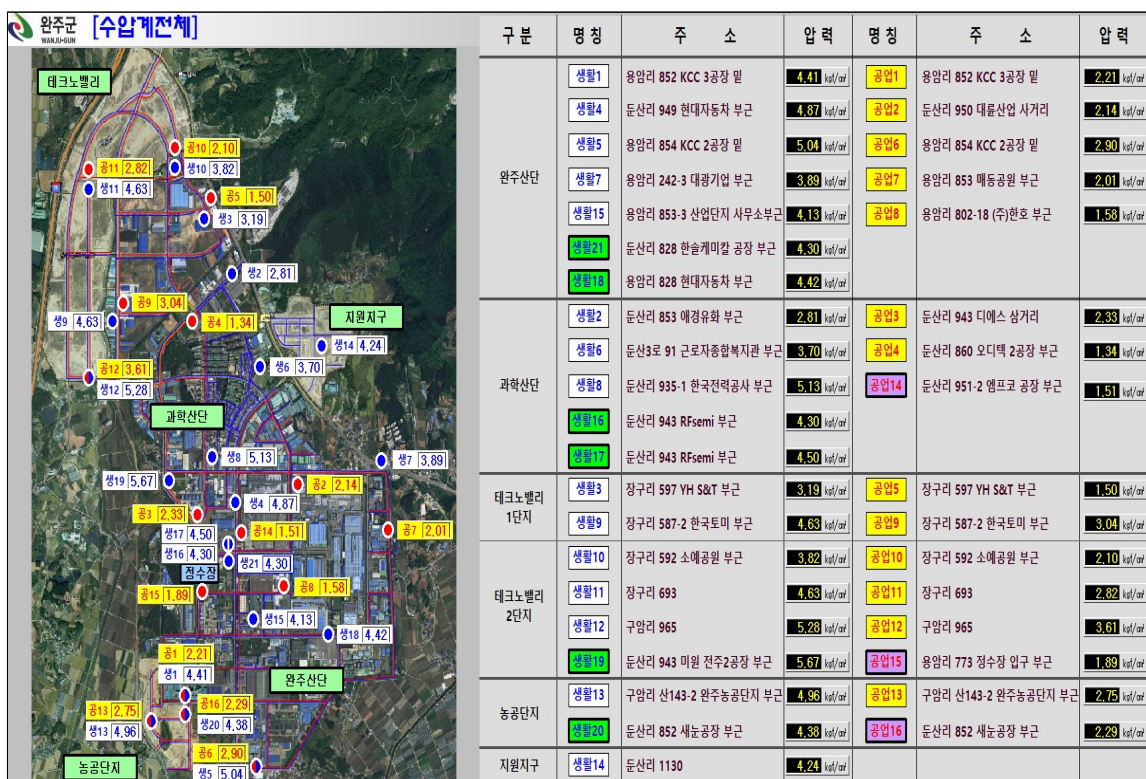 완주군
WANJU-GUN
[수압계전체]
테크노밸리
공10 2,10
생10 3,82
공11 2,82
생11 4,63
공5 1,50
생3 3,19
생2 2,81
공9 3,04
생9 4,63
공4 1,34
지원지구
생14 4,24
생6 3,70
공12 3,61
생12 5,28
과학산단
생8 5,13
생7 3,89
생19 5,67
공2 2,14
생4 4,87
공3 2,33
공14 1,51
공7 2,01
생17 4,50
생16 4,30
생21 4,30
정수장
공8 1,58
공15 1,89
생15 4,13
생18 4,42
공1 2,21
생1 4,41
완주산단
공16 2,29
생20 4,38
공13 2,75
생13 4,96
공6 2,90
생5 5,04
농공단지
구 분 명 칭 주 소 압 력 명 칭 주 소 압 력
완주산단
생활1 용암리 852 KCC 3공장 밑 4,41 kgf/㎠ 공업1 용암리 852 KCC 3공장 밑 2,21 kgf/㎠
생활4 둔산리 949 현대자동차 부근 4,87 kgf/㎠ 공업2 둔산리 950 대륜산업 사거리 2,14 kgf/㎠
생활5 용암리 854 KCC 2공장 밑 5,04 kgf/㎠ 공업6 용암리 854 KCC 2공장 밑 2,90 kgf/㎠
생활7 용암리 242-3 대광기업 부근 3,89 kgf/㎠ 공업7 용암리 853 매동공원 부근 2,01 kgf/㎠
생활15 용암리 853-3 산업단지 사무소부근 4,13 kgf/㎠ 공업8 용암리 802-18 (주)한호 부근 1,58 kgf/㎠
생활21 둔산리 828 한솔케미칼 공장 부근 4,30 kgf/㎠
생활18 용암리 828 현대자동차 부근 4,42 kgf/㎠
과학산단
생활2 둔산리 853 애경유화 부근 2,81 kgf/㎠ 공업3 둔산리 943 디에스 삼거리 2,33 kgf/㎠
생활6 둔산3로 91 근로자종합복지관 부근 3,70 kgf/㎠ 공업4 둔산리 860 오디텍 2공장 부근 1,34 kgf/㎠
생활8 둔산리 935-1 한국전력공사 부근 5,13 kgf/㎠ 공업14 둔산리 951-2 엠프코 공장 부근 1,51 kgf/㎠
생활16 둔산리 943 RFsemi 부근 4,30 kgf/㎠
생활17 둔산리 943 RFsemi 부근 4,50 kgf/㎠
테크노밸리
1단지
생활3 장구리 597 YH S&T 부근 3,19 kgf/㎠ 공업5 장구리 597 YH S&T 부근 1,50 kgf/㎠
생활9 장구리 587-2 한국토미 부근 4,63 kgf/㎠ 공업9 장구리 587-2 한국토미 부근 3,04 kgf/㎠
테크노밸리
2단지
생활10 장구리 592 소예공원 부근 3,82 kgf/㎠ 공업10 장구리 592 소예공원 부근 2,10 kgf/㎠
생활11 장구리 693 4,63 kgf/㎠ 공업11 장구리 693 2,82 kgf/㎠
생활12 구암리 965 5,28 kgf/㎠ 공업12 구암리 965 3,61 kgf/㎠
생활19 둔산리 943 미원 전주2공장 부근 5,67 kgf/㎠ 공업15 용암리 773 정수장 입구 부근 1,89 kgf/㎠
농공단지
생활13 구암리 산143-2 완주농공단지 부근 4,96 kgf/㎠ 공업13 구암리 산143-2 완주농공단지 부근 2,75 kgf/㎠
생활20 둔산리 852 새눈공장 부근 4,38 kgf/㎠ 공업16 둔산리 852 새눈공장 부근 2,29 kgf/㎠
지원지구 생활14 둔산리 1130 4,24 kgf/㎠